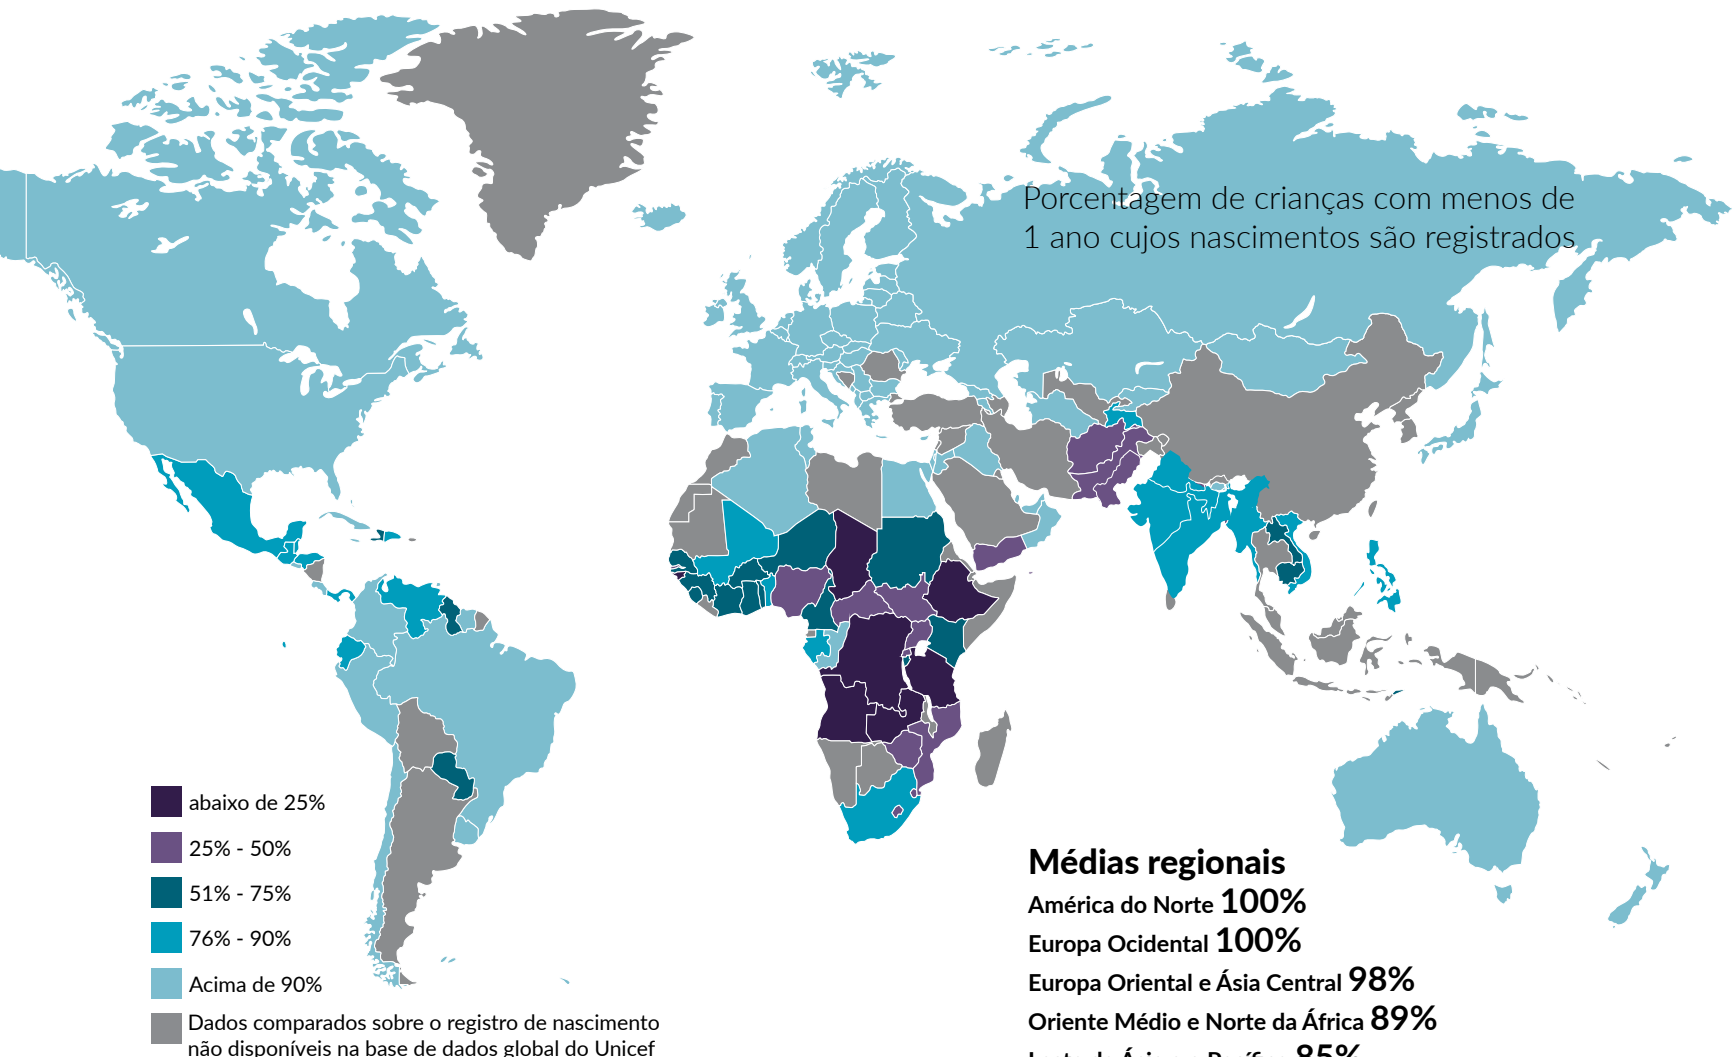 Porcentagem de crianças com menos de
1 ano cujos nascimentos são registrados
abaixo de 25%
25% - 50%
51% - 75%
76% - 90%
Acima de 90%
Dados comparados sobre o registro de nascimento
não disponíveis na base de dados global do Unicef
Médias regionais
América do Norte 100%
Europa Ocidental 100%
Europa Oriental e Ásia Central 98%
Oriente Médio e Norte da África 89%
85%